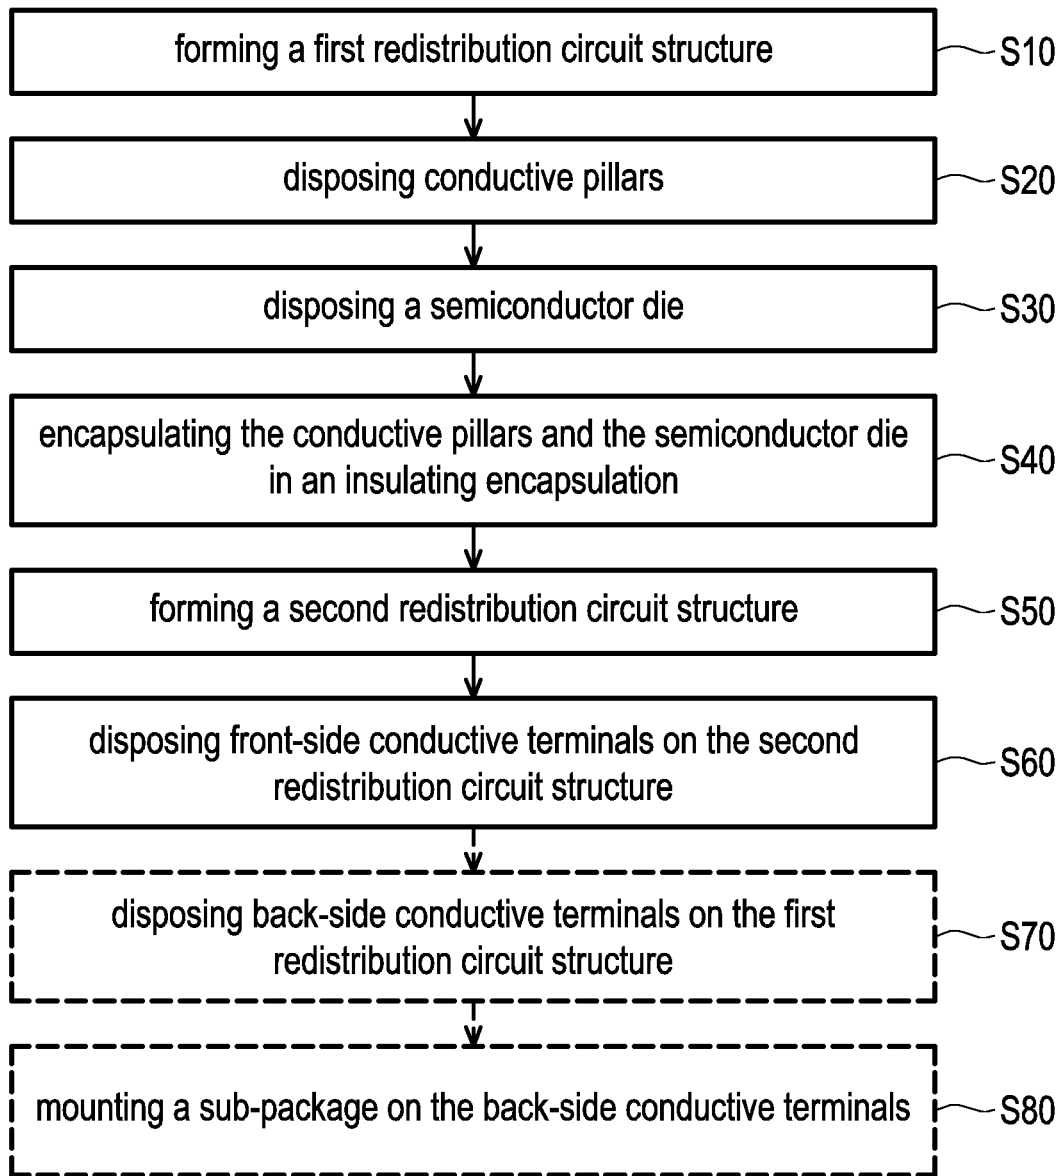 forming a first redistribution circuit structure
S10
disposing conductive pillars
S20
disposing a semiconductor die
S30
encapsulating the conductive pillars and the semiconductor die
in an insulating encapsulation
S40
forming a second redistribution circuit structure
S50
disposing front-side conductive terminals on the second
redistribution circuit structure
S60
disposing back-side conductive terminals on the first
redistribution circuit structure
S70
mounting a sub-package on the back-side conductive terminals
S80